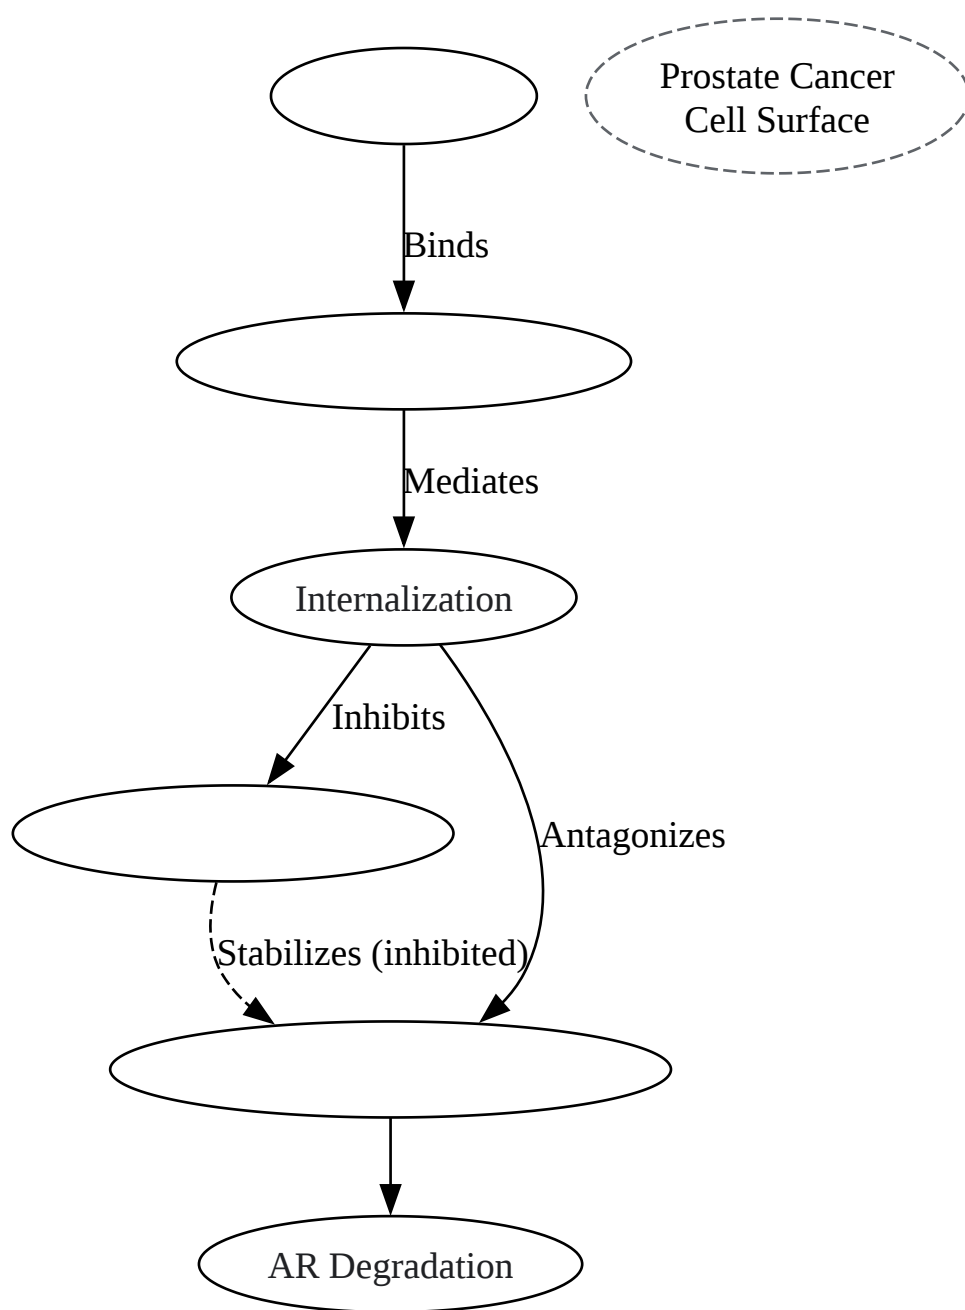 Prostate Cancer
Cell Surface
Binds
Mediates
Internalization
Inhibits
Antagonizes
Stabilizes (inhibited)
AR Degradation